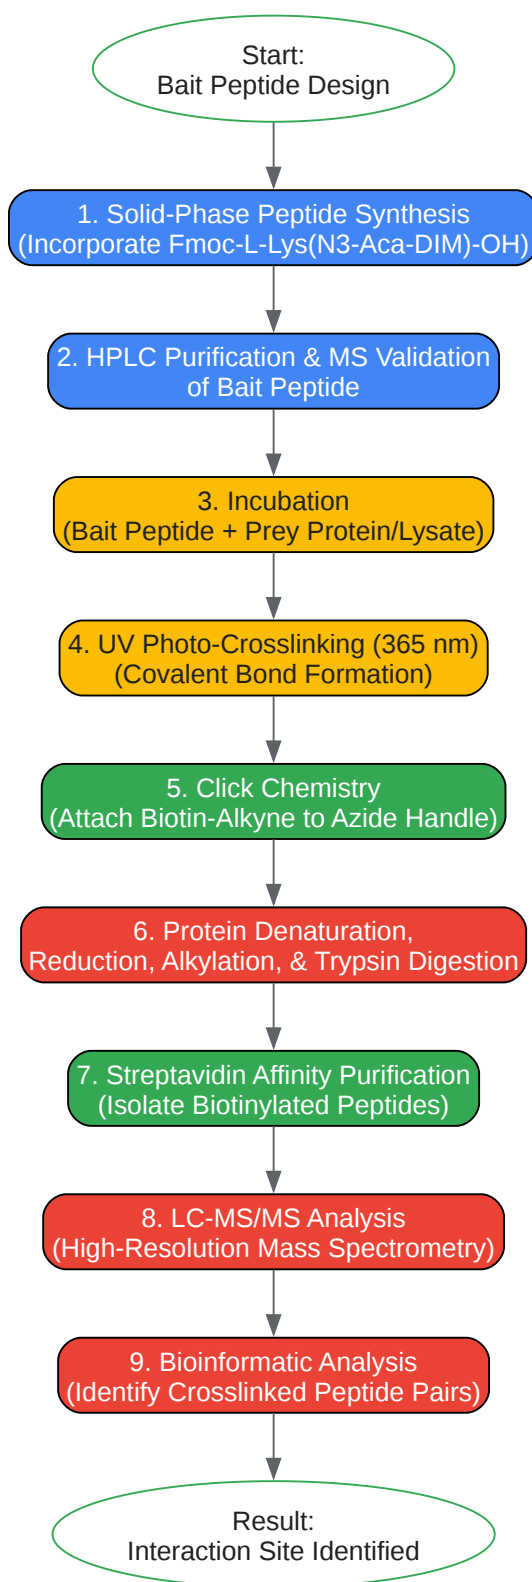 Start:
Bait Peptide Design
1. Solid-Phase Peptide Synthesis
(Incorporate Fmoc-L-Lys(N3-Aca-DIM)-OH)
2. HPLC Purification & MS Validation
of Bait Peptide
3. Incubation
(Bait Peptide + Prey Protein/Lysate)
4. UV Photo-Crosslinking (365 nm)
(Covalent Bond Formation)
5. Click Chemistry
(Attach Biotin-Alkyne to Azide Handle)
6. Protein Denaturation,
Reduction, Alkylation, & Trypsin Digestion
7. Streptavidin Affinity Purification
(Isolate Biotinylated Peptides)
8. LC-MS/MS Analysis
(High-Resolution Mass Spectrometry)
9. Bioinformatic Analysis
(Identify Crosslinked Peptide Pairs)
Result:
Interaction Site Identified